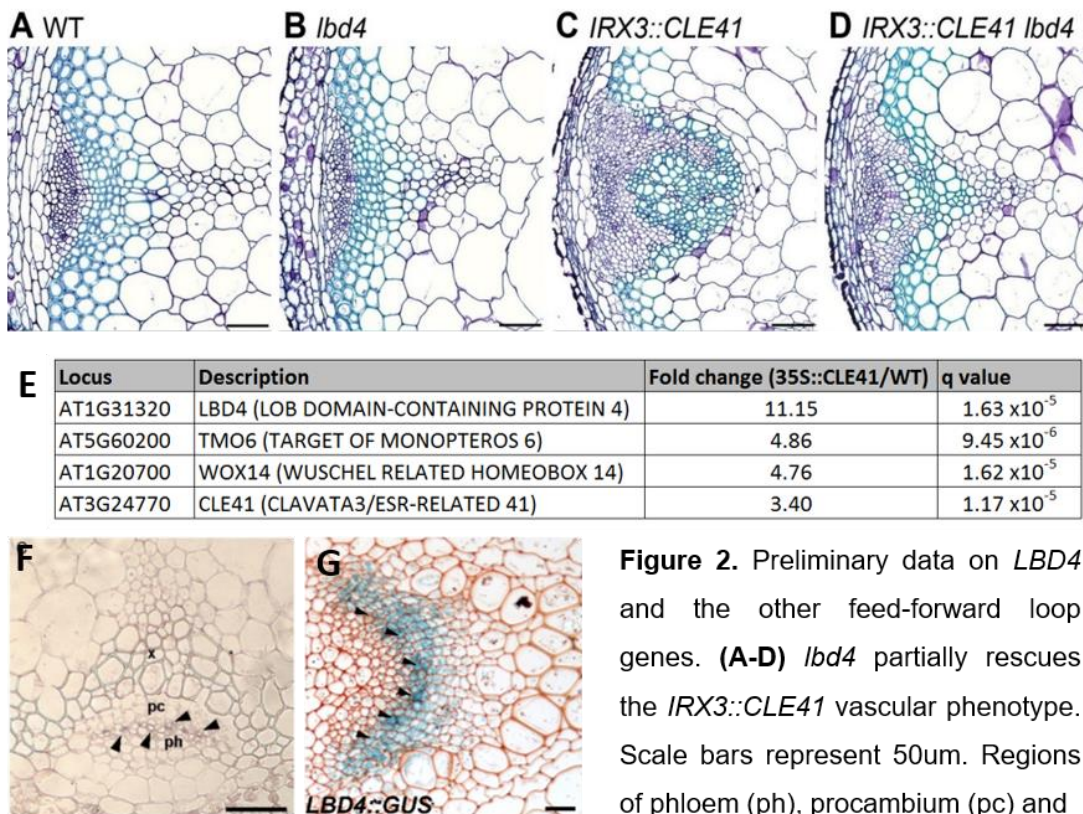 A WT B lbd4 C IRX3::CLE41 D IRX3::CLE41 lbd4
E
Locus Description Fold change (35S::CLE41/WT) q value
AT1G31320 LBD4 (LOB DOMAIN-CONTAINING PROTEIN 4) 11.15 1.63 x10⁻⁵
AT5G60200 TMO6 (TARGET OF MONOPTEROS 6) 4.86 9.45 x10⁻⁶
AT1G20700 WOX14 (WUSCHEL RELATED HOMEOBOX 14) 4.76 1.62 x10⁻⁵
AT3G24770 CLE41 (CLAVATA3/ESR-RELATED 41) 3.40 1.17 x10⁻⁵
F
x
pc
ph
G
LBD4::GUS
Figure 2. Preliminary data on LBD4
and the other feed-forward loop
genes. (A-D) lbd4 partially rescues
the IRX3::CLE41 vascular phenotype.
Scale bars represent 50um. Regions
of phloem (ph), procambium (pc) and